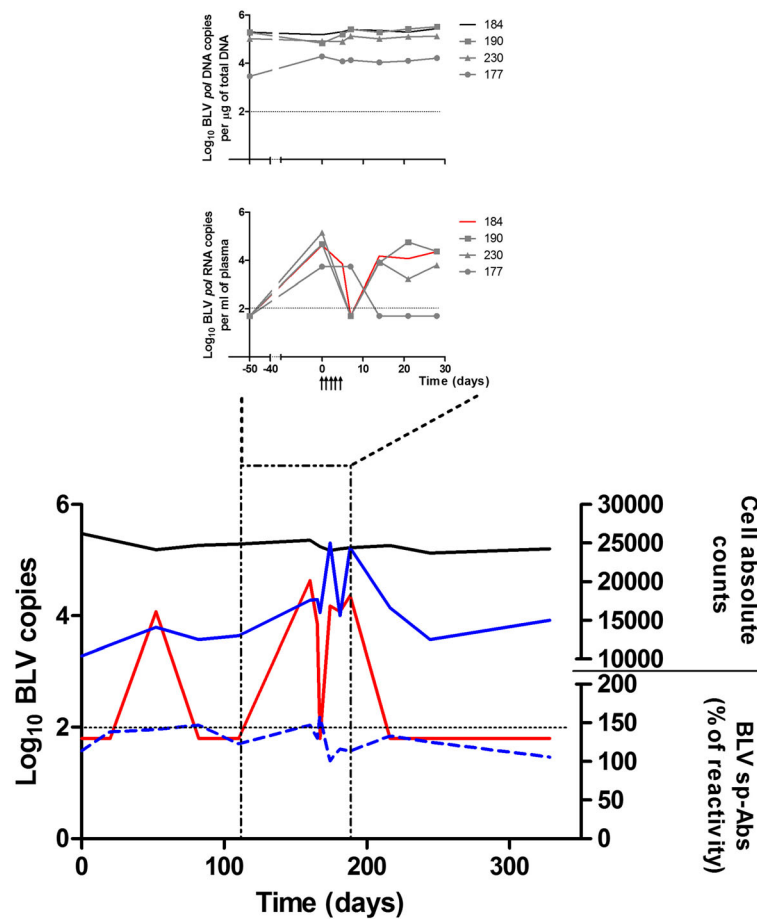 6
4
2
Log10 BLV pol DNA copies
per μg of total DNA
184
190
230
177
6
4
2
Log10 BLV pol RNA copies
per ml of plasma
184
190
230
177
-50 -40 0 10 20 30
Time (days)
6
4
2
0
Log10 BLV copies
30000
25000
20000
15000
10000
Cell absolute
counts
200
150
100
50
0
BLV sp-Abs
(% of reactivity)
0 100 200 300
Time (days)